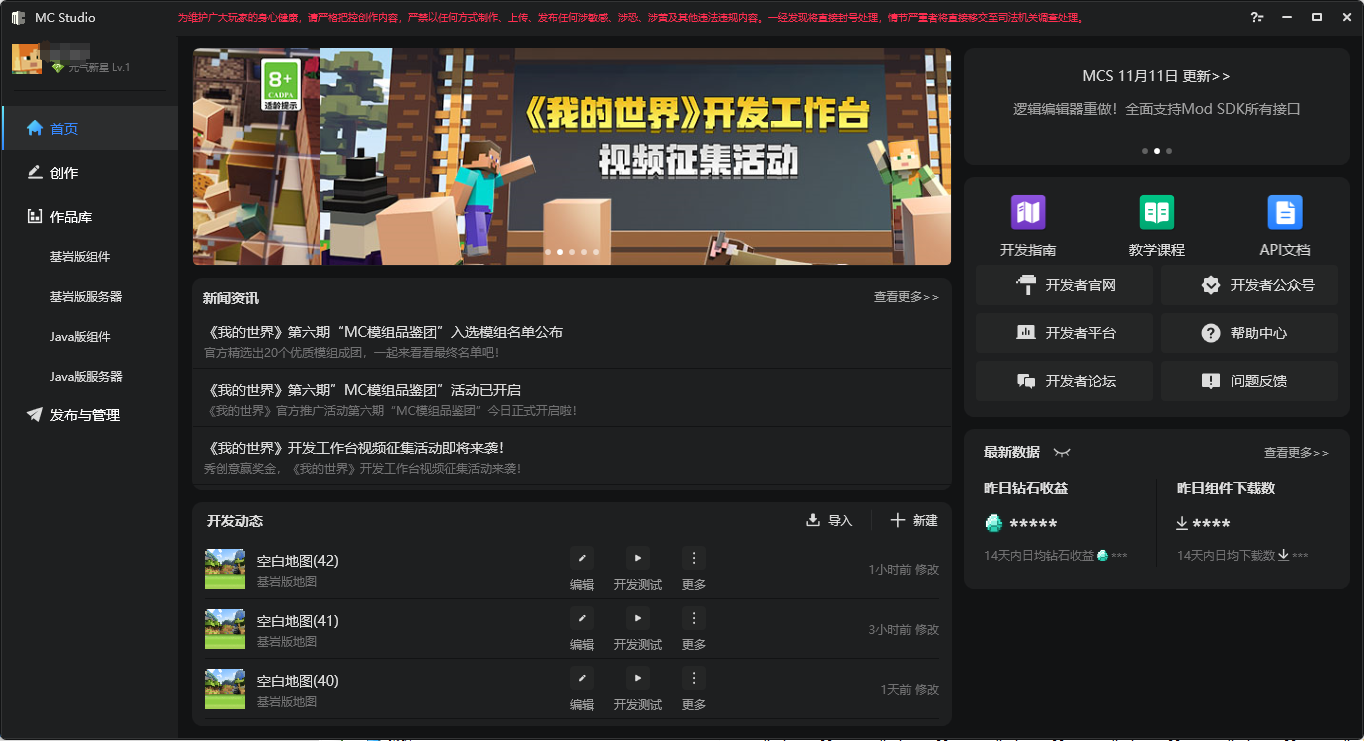 MC Studio
为维护广大玩家的身心健康，请严格把控创作内容，严禁以任何方式制作、上传、发布任何涉敏感、涉恐、涉黄及其他违法违规内容。一经发现将直接封号处理，情节严重者将直接移交至司法机关调查处理。
元气新星 Lv.1
首页
创作
作品库
基岩版组件
基岩版服务器
Java版组件
Java版服务器
发布与管理
8+
CADPA
适龄提示
《我的世界》开发工作台
视频征集活动
新闻资讯
查看更多>>
《我的世界》第六期“MC模组品鉴团”入选模组名单公布
官方精选出20个优质模组成团，一起来看看最终名单吧！
《我的世界》第六期”MC模组品鉴团”活动已开启
《我的世界》官方推广活动第六期“MC模组品鉴团”今日正式开启啦！
《我的世界》开发工作台视频征集活动即将来袭！
秀创意赢奖金，《我的世界》开发工作台视频征集活动来袭！
开发动态
导入
新建
空白地图(42)
基岩版地图
编辑
开发测试
更多
1小时前 修改
空白地图(41)
基岩版地图
编辑
开发测试
更多
3小时前 修改
空白地图(40)
基岩版地图
编辑
开发测试
更多
1天前 修改
MCS 11月11日 更新>>
逻辑编辑器重做！全面支持Mod SDK所有接口
开发指南
教学课程
API文档
开发者官网
开发者公众号
开发者平台
帮助中心
开发者论坛
问题反馈
最新数据
查看更多>>
昨日钻石收益
*****
14天内日均钻石收益 ***
昨日组件下载数
****
14天内日均下载数 ***